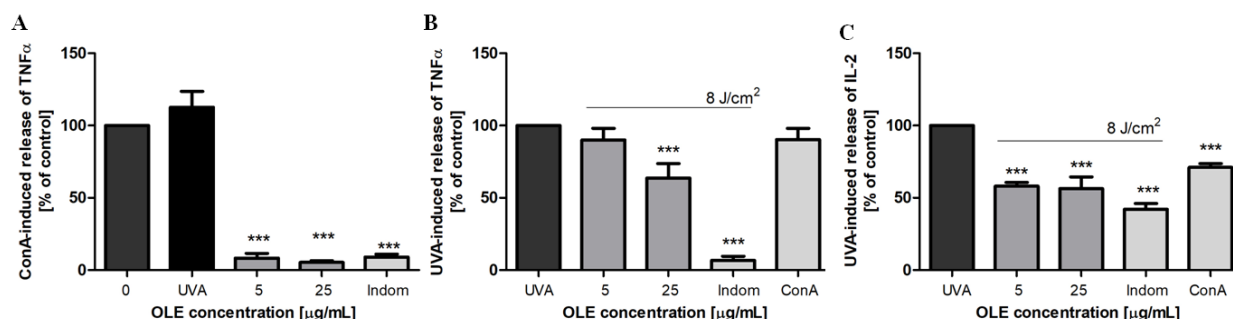 A
ConA-induced release of TNFα
[% of control]
150
100
50
0
***
***
***
0
UVA
5
25
Indom
OLE concentration [μg/mL]
B
UVA-induced release of TNFα
[% of control]
150
100
50
0
8 J/cm²
***
***
UVA
5
25
Indom
ConA
OLE concentration [μg/mL]
C
UVA-induced release of IL-2
[% of control]
150
100
50
0
8 J/cm²
***
***
***
***
UVA
5
25
Indom
ConA
OLE concentration [μg/mL]